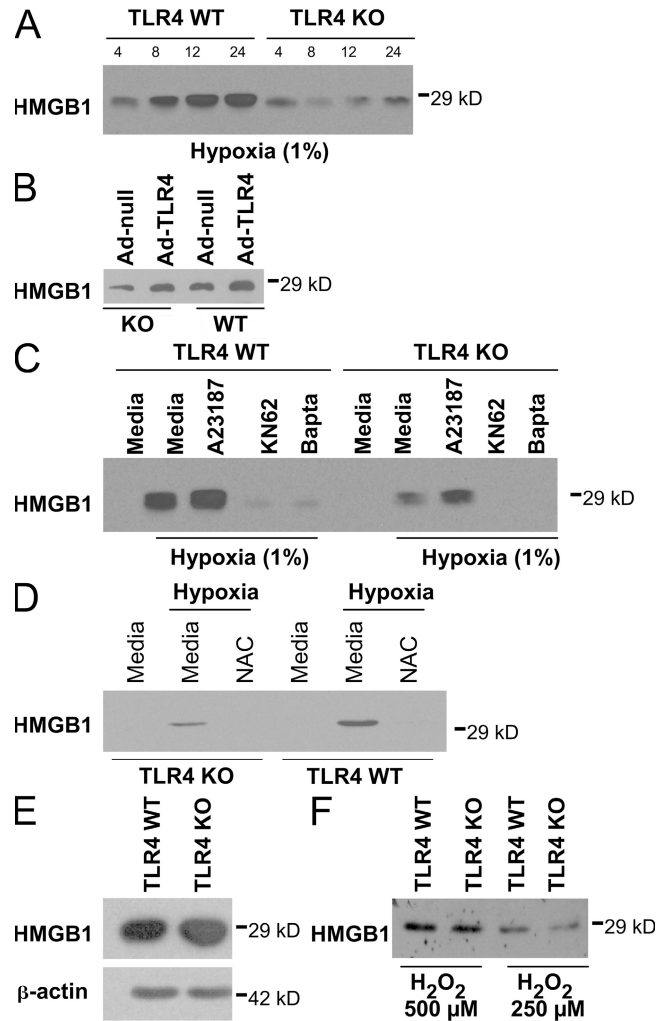 A
TLR4 WT TLR4 KO
4 8 12 24 4 8 12 24
HMGB1 29 kD
Hypoxia (1%)
B
Ad-null Ad-TLR4 Ad-null Ad-TLR4
HMGB1 29 kD
KO WT
C
TLR4 WT TLR4 KO
Media Media A23187 KN62 Bapta Media Media A23187 KN62 Bapta
HMGB1 29 kD
Hypoxia (1%) Hypoxia (1%)
D
Hypoxia Hypoxia
Media Media NAC Media Media NAC
HMGB1 29 kD
TLR4 KO TLR4 WT
E
TLR4 WT TLR4 KO
HMGB1 29 kD
β-actin 42 kD
F
TLR4 WT TLR4 KO TLR4 WT TLR4 KO
HMGB1 29 kD
H2O2 H2O2
500 µM 250 µM